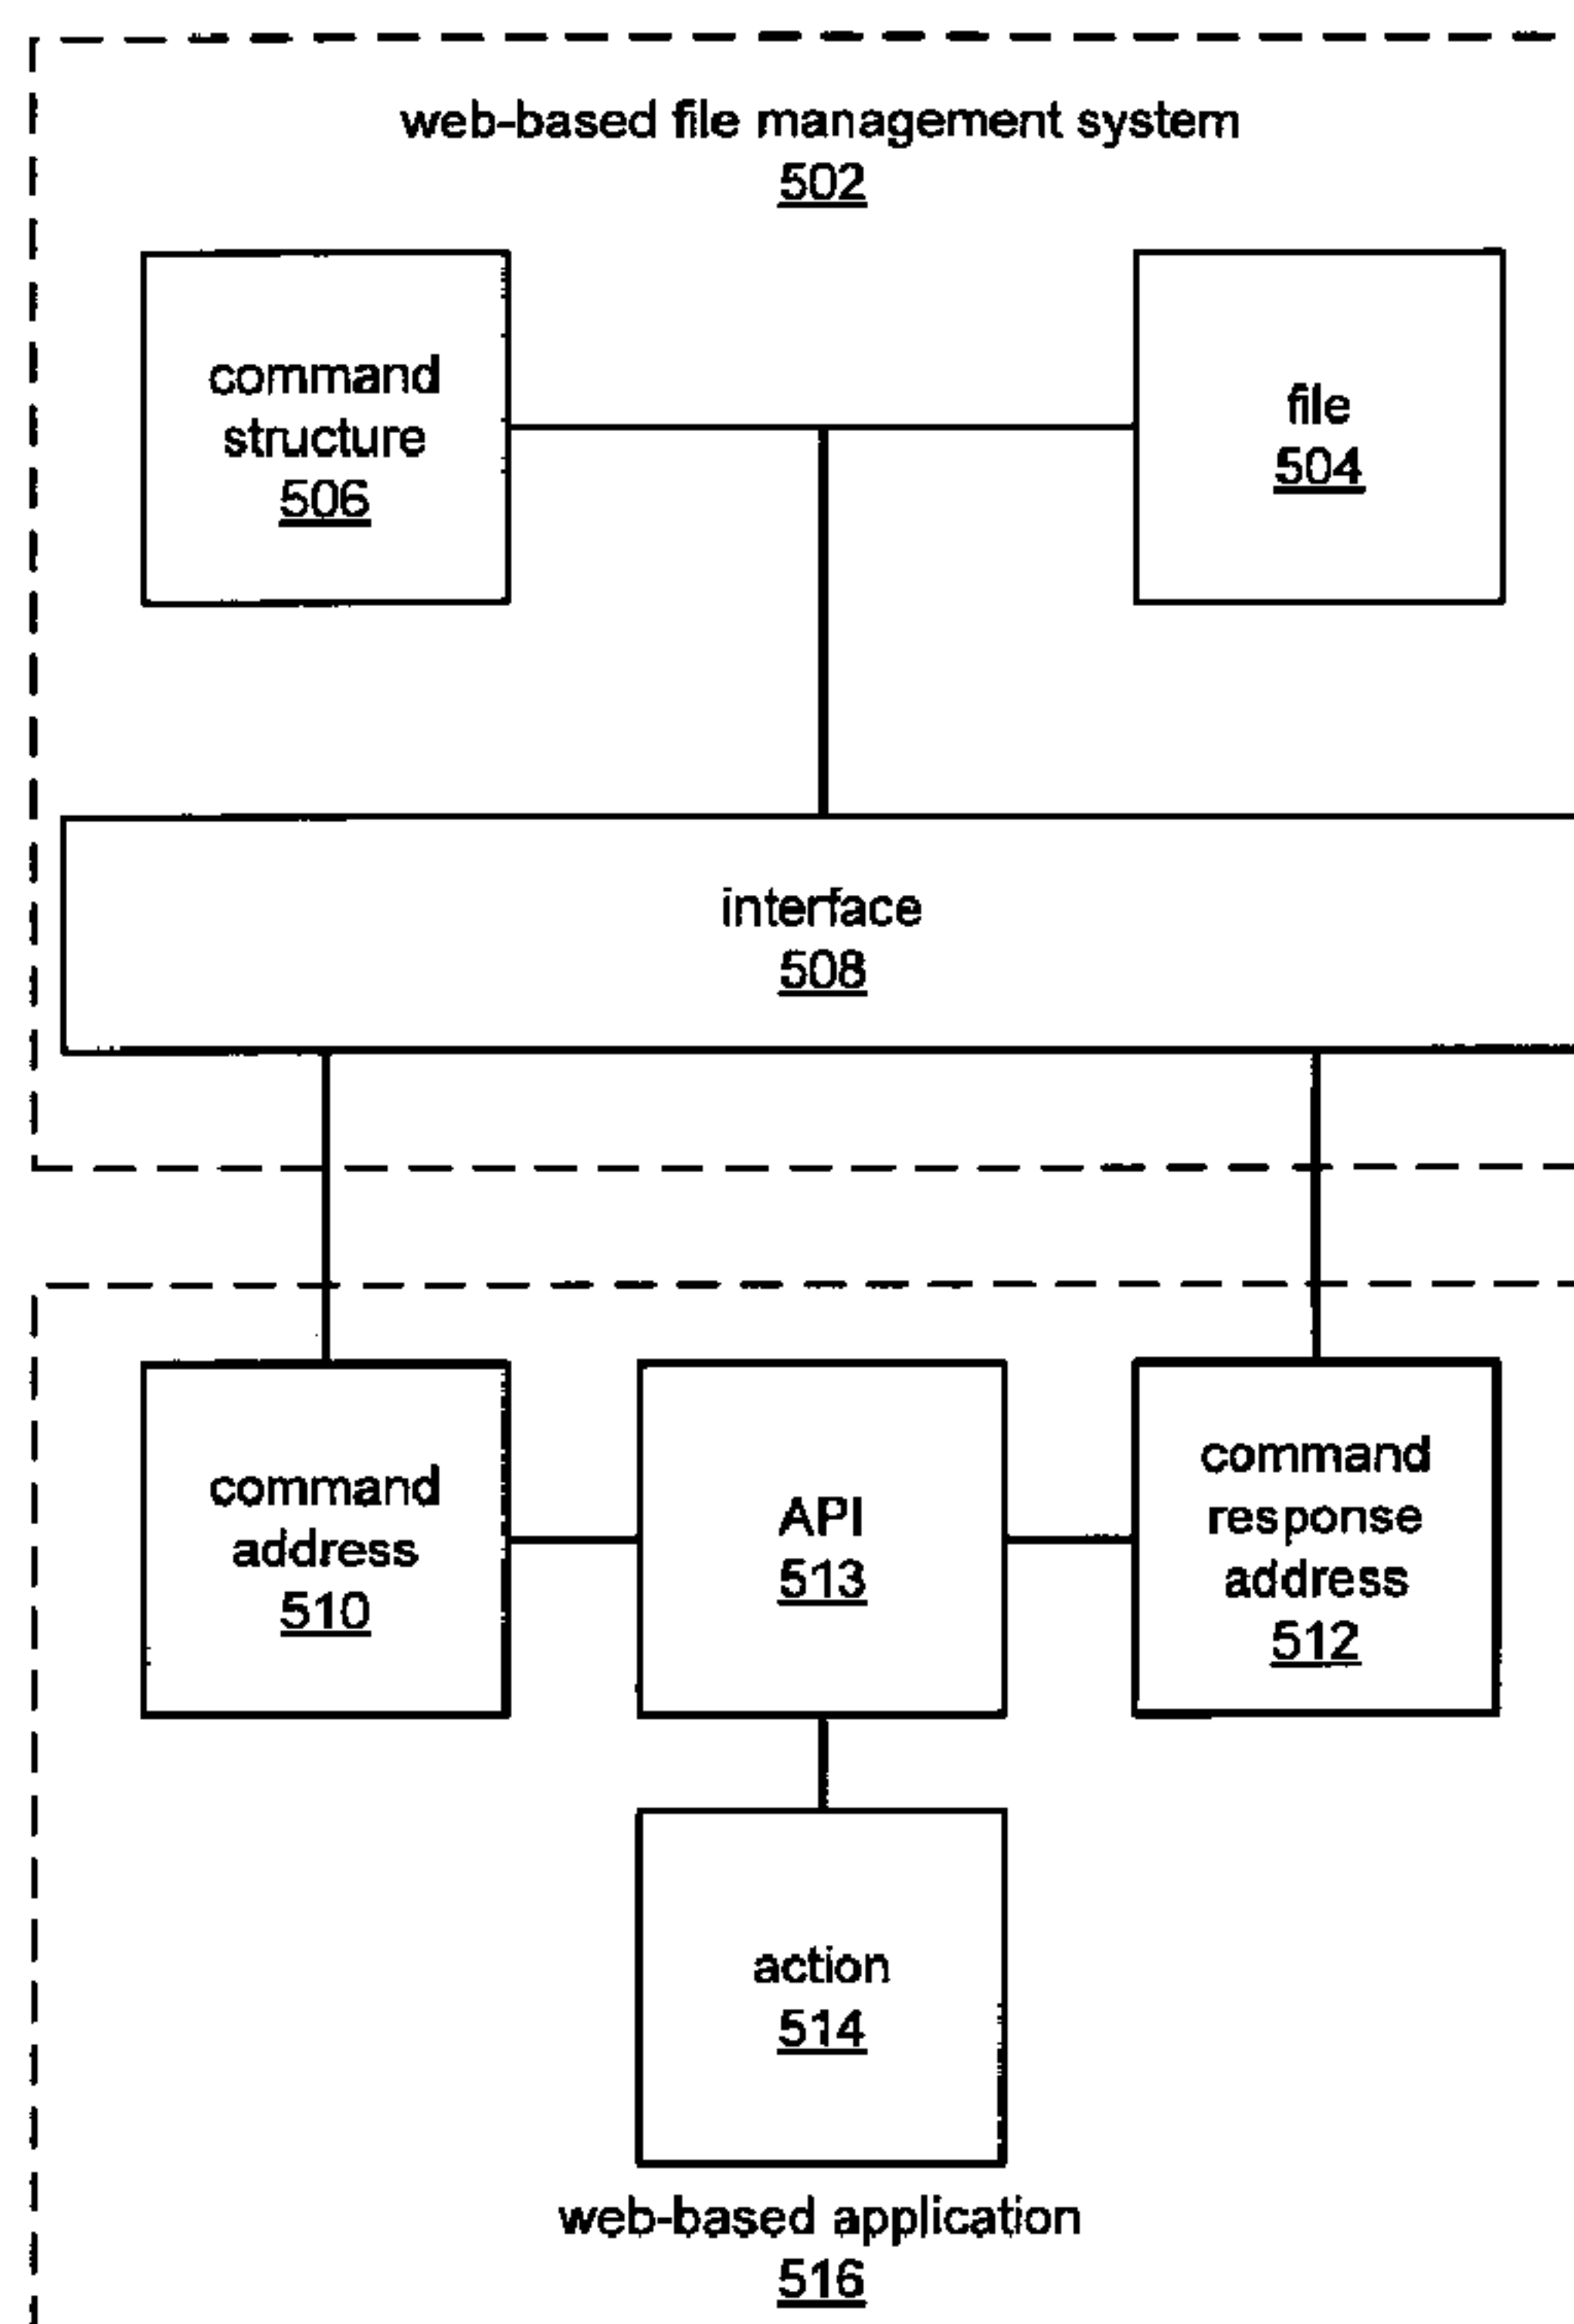 web-based file management system
502
command
structure
506
file
504
interface
508
command
address
510
API
513
command
response
address
512
action
514
web-based application
516